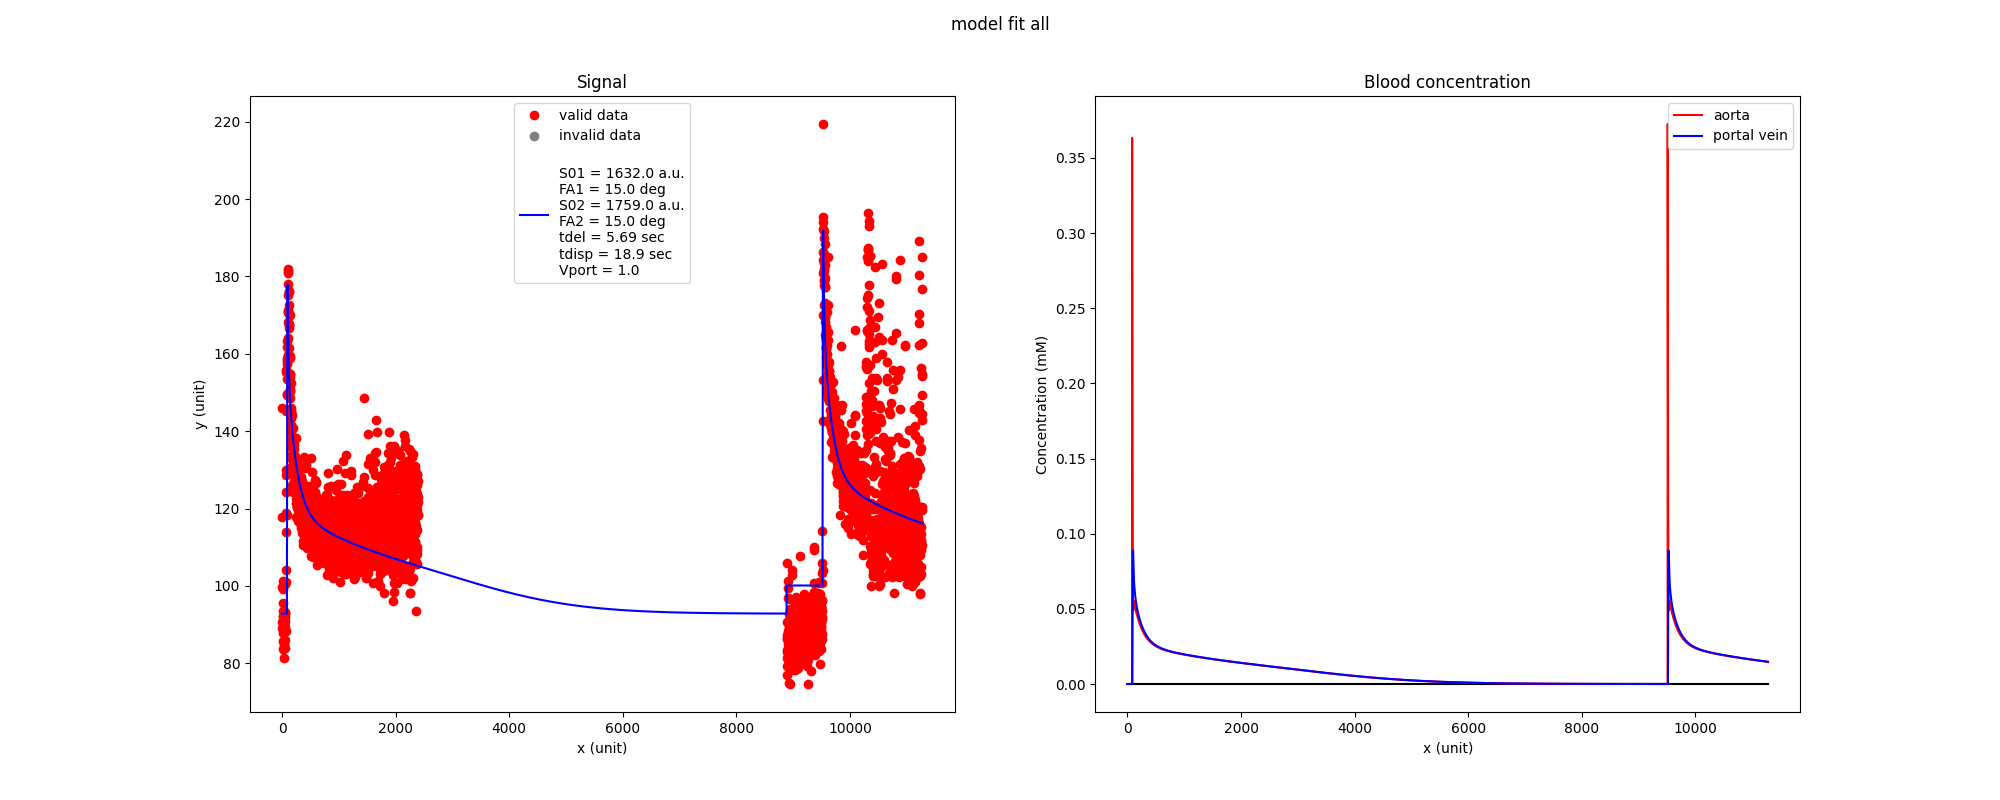 model fit all
Signal
y (unit)
220
200
180
160
140
120
100
80
valid data
invalid data
S01 = 1632.0 a.u.
FA1 = 15.0 deg
S02 = 1759.0 a.u.
FA2 = 15.0 deg
tdel = 5.69 sec
tdisp = 18.9 sec
Vport = 1.0
0 2000 4000 6000 8000 10000
x (unit)
Blood concentration
Concentration (mM)
0.35
0.30
0.25
0.20
0.15
0.10
0.05
0.00
aorta
portal vein
0 2000 4000 6000 8000 10000
x (unit)